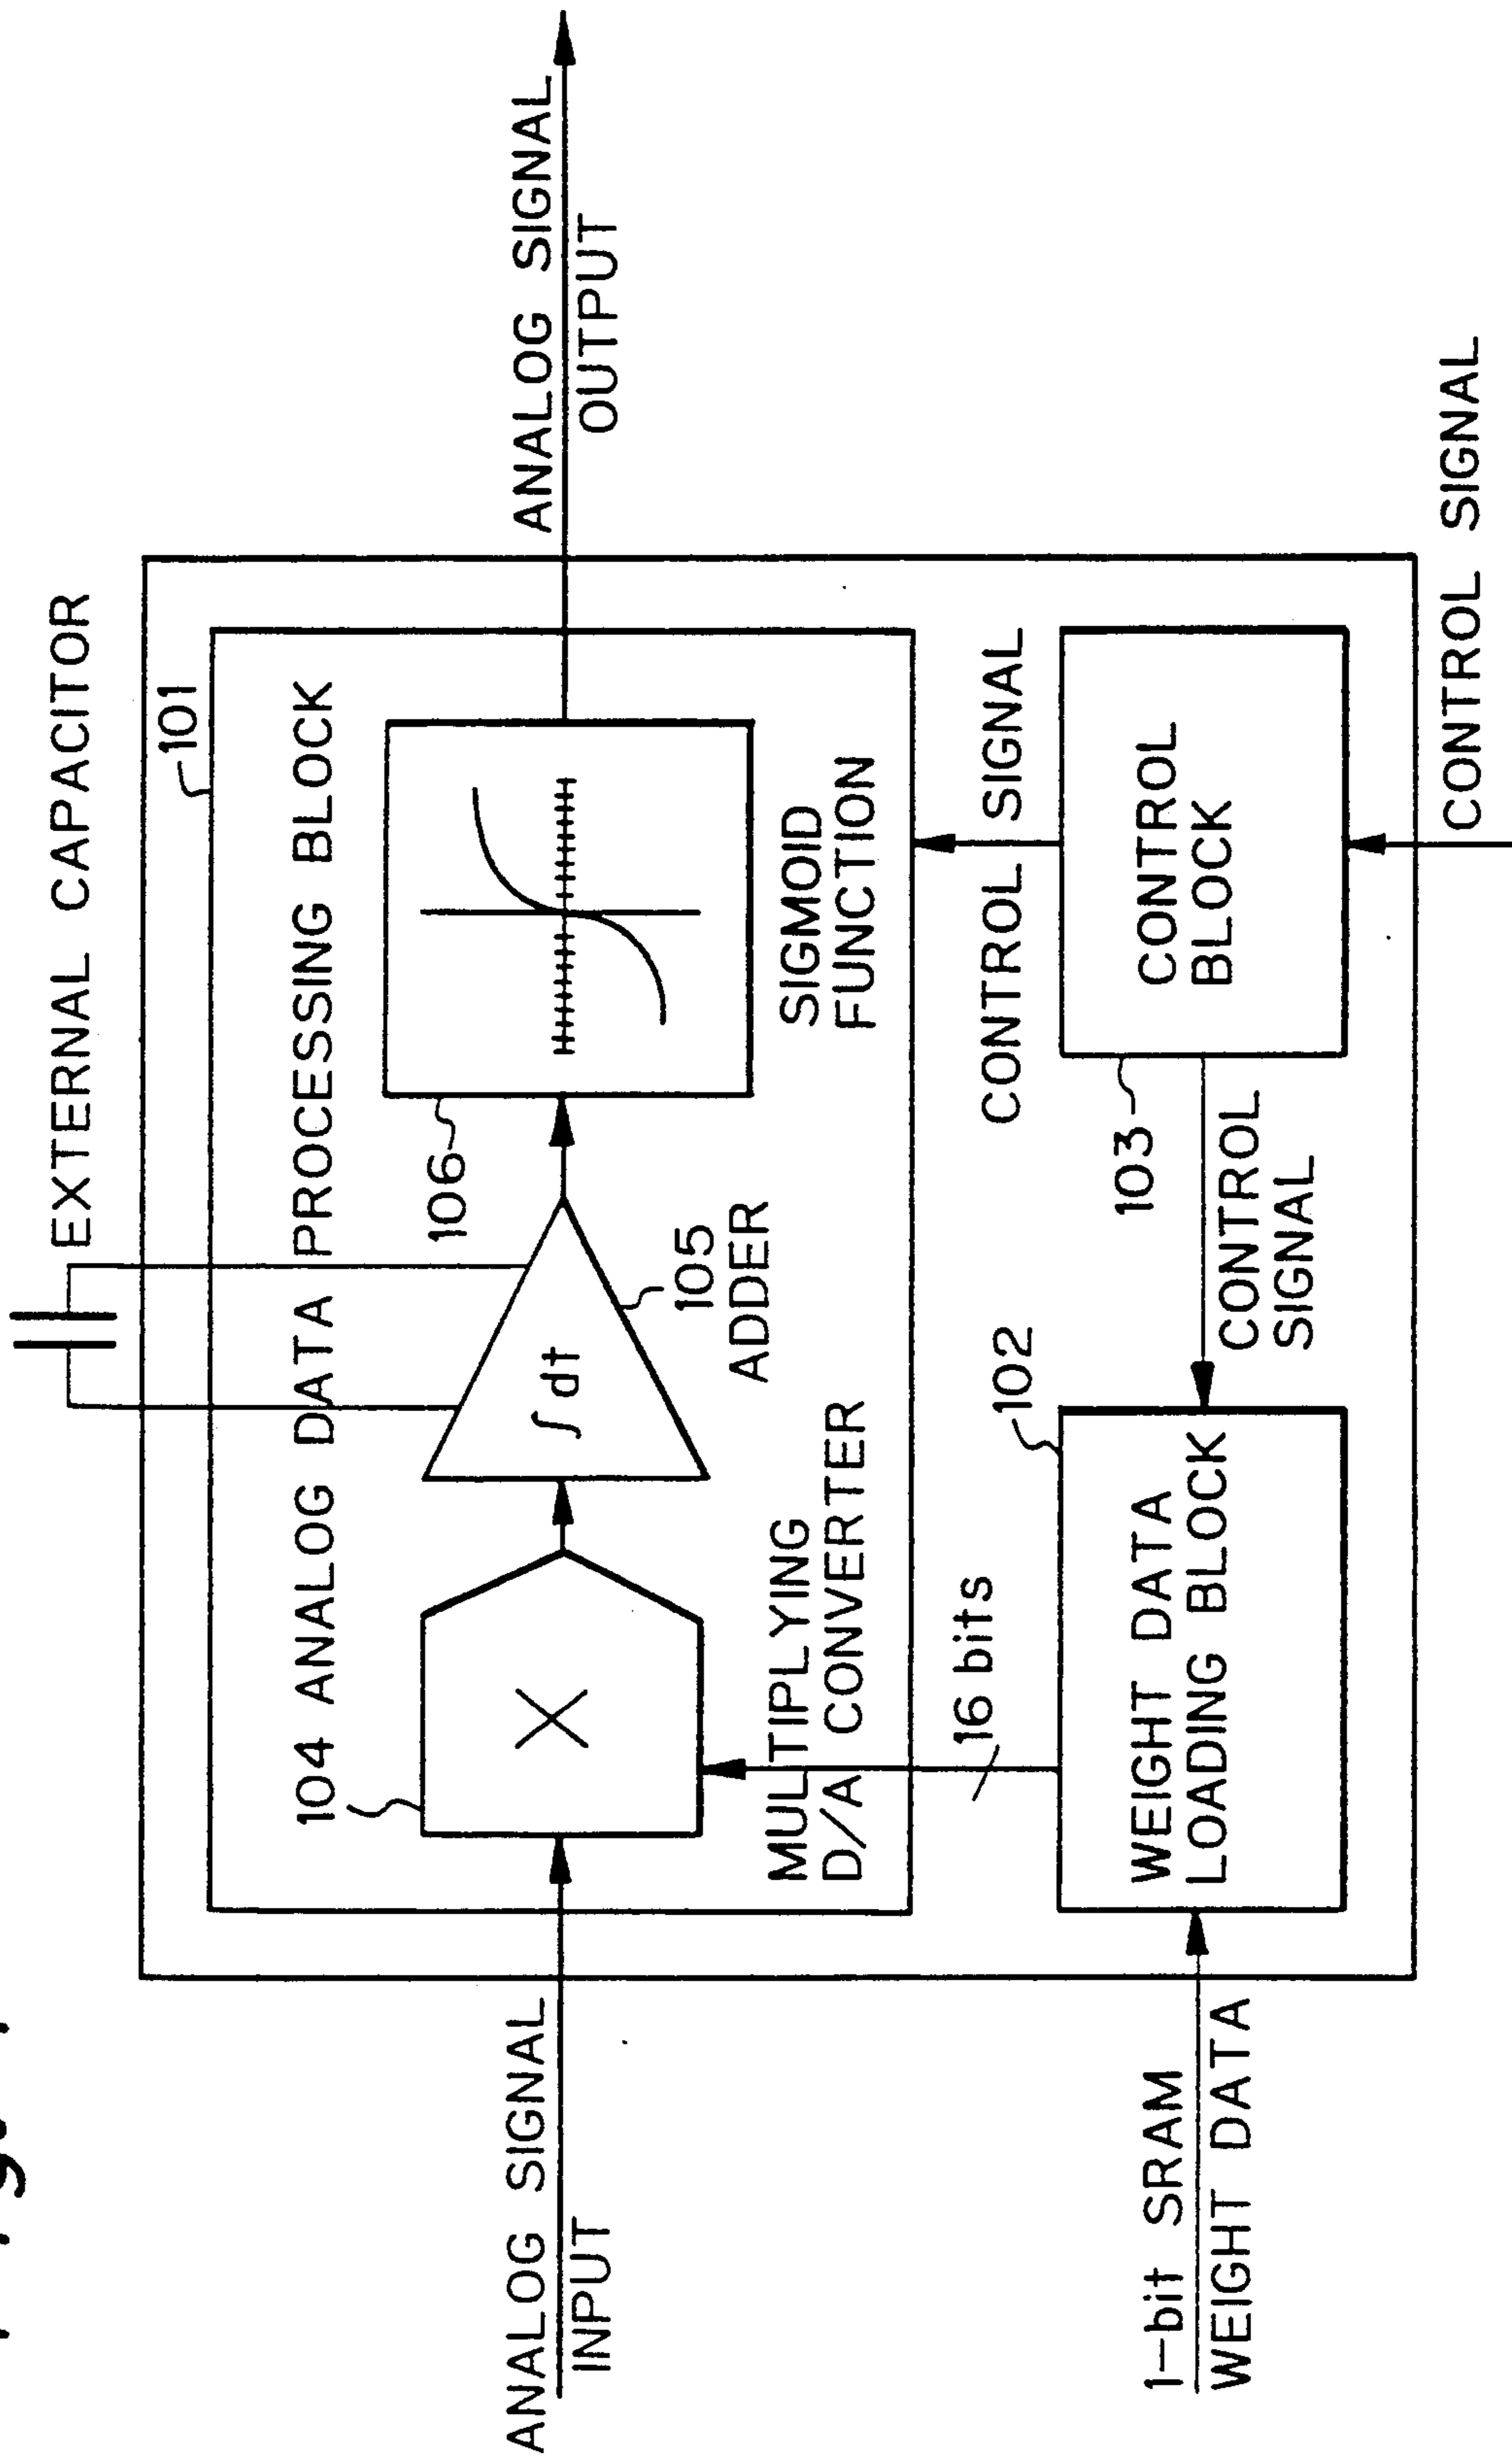 EXTERNAL CAPACITOR
101
104 ANALOG DATA PROCESSING BLOCK
106
ANALOG SIGNAL
INPUT
∫ dt
ANALOG SIGNAL
OUTPUT
105
ADDER
MULTIPLYING
D/A CONVERTER
SIGMOID
FUNCTION
16 bits
102
CONTROL SIGNAL
103
WEIGHT DATA
LOADING BLOCK
CONTROL
BLOCK
1-bit SRAM
WEIGHT DATA
CONTROL
SIGNAL
CONTROL SIGNAL